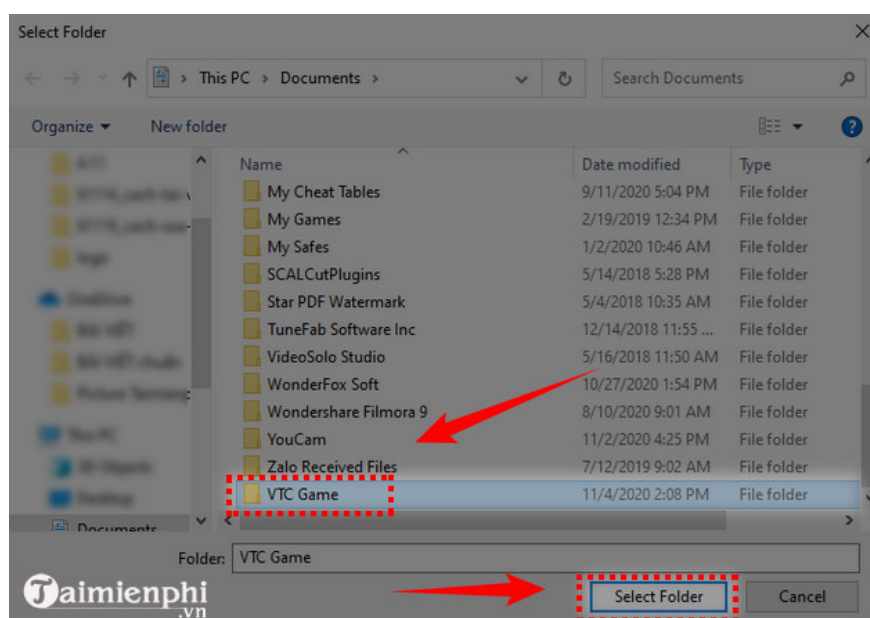 Select Folder
This PC > Documents >
Search Documents
Organize
New folder
Name Date modified Type
My Cheat Tables 9/11/2020 5:04 PM File folder
My Games 2/19/2019 12:34 PM File folder
My Safes 1/2/2020 10:46 AM File folder
SCALCutPlugins 5/14/2018 5:28 PM File folder
Star PDF Watermark 5/4/2018 10:35 AM File folder
TuneFab Software Inc 12/14/2018 11:55 ... File folder
VideoSolo Studio 5/16/2018 11:50 AM File folder
WonderFox Soft 10/27/2020 1:54 PM File folder
Wondershare Filmora 9 8/10/2020 9:01 AM File folder
YouCam 11/2/2020 4:25 PM File folder
Zalo Received Files 7/12/2019 9:02 AM File folder
VTC Game 11/4/2020 2:08 PM File folder
Documents
Folder: VTC Game
Select Folder Cancel
Taimienphi
.vn